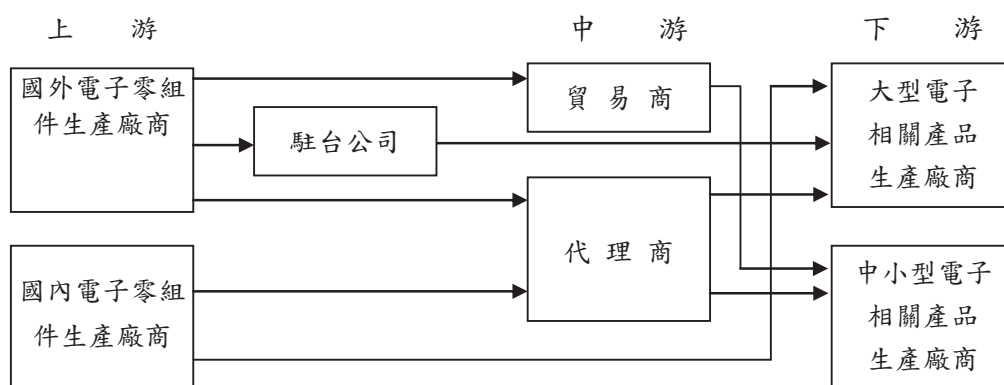 上 游
中 游
下 游
國外電子零組
件生產廠商
駐台公司
貿易商
大型電子
相關產品
生產廠商
代理商
國內電子零組
件生產廠商
中小型電子
相關產品
生產廠商